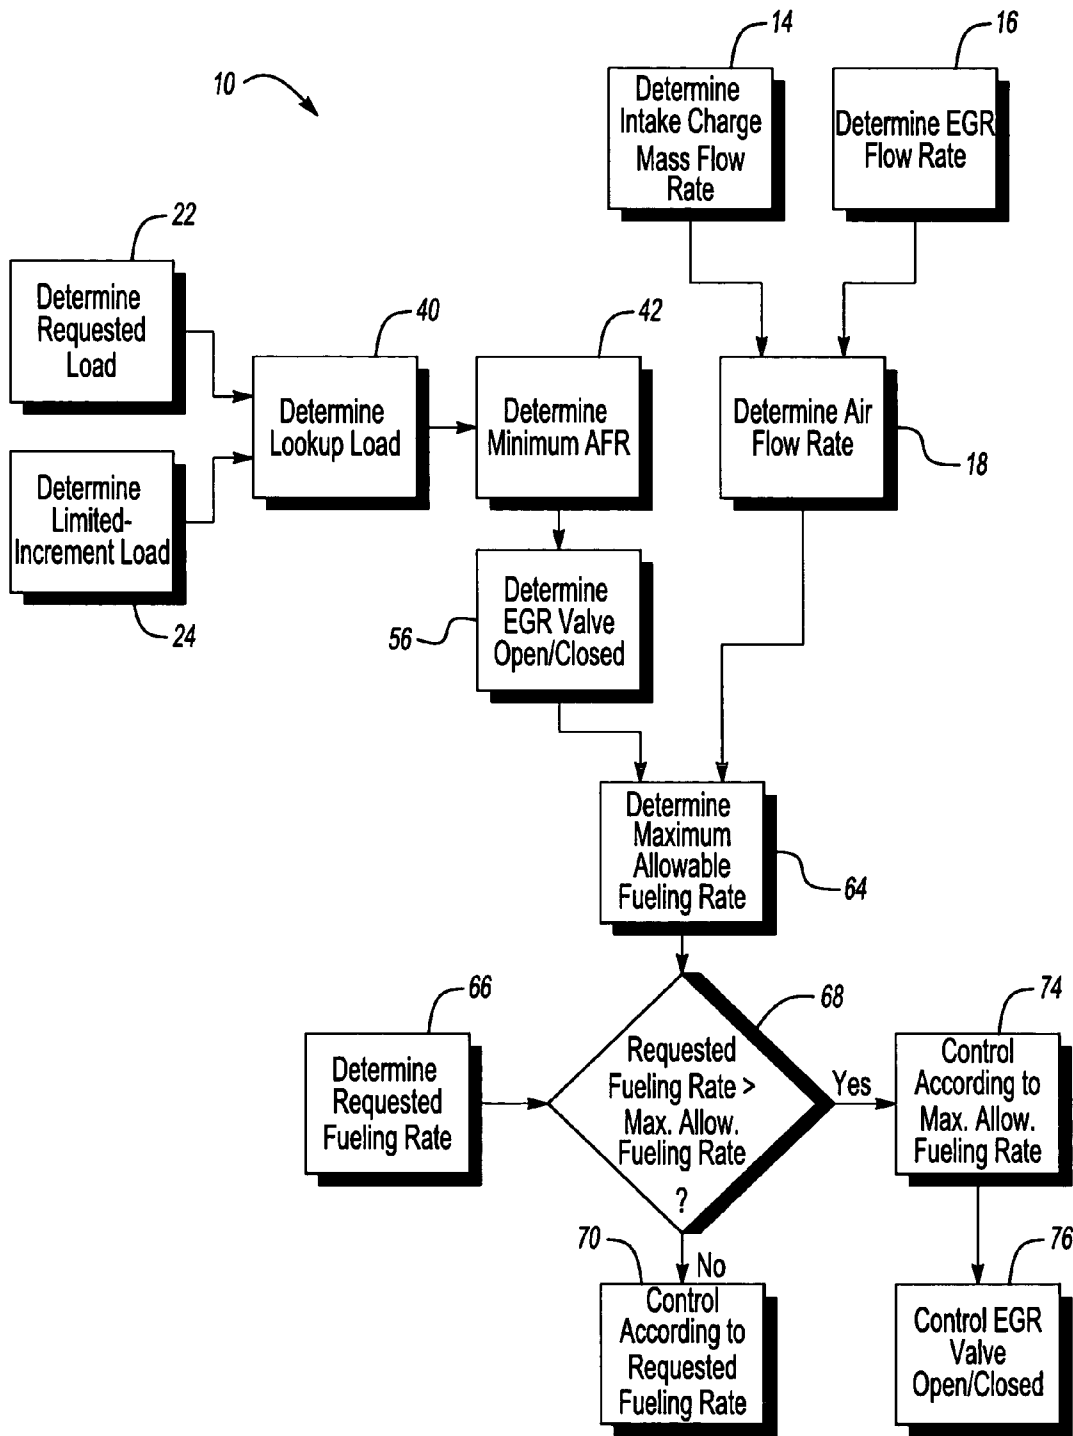 10
14
16
Determine
Intake Charge
Mass Flow
Rate
Determine EGR
Flow Rate
22
Determine
Requested
Load
40
42
Determine
Lookup Load
Determine
Minimum AFR
Determine Air
Flow Rate
18
Determine
Limited-
Increment Load
24
56
Determine
EGR Valve
Open/Closed
Determine
Maximum
Allowable
Fueling Rate
64
66
Determine
Requested
Fueling Rate
68
Requested
Fueling Rate >
Max. Allow.
Fueling Rate
?
Yes
74
Control
According to
Max. Allow.
Fueling Rate
No
70
Control
According to
Requested
Fueling Rate
76
Control EGR
Valve
Open/Closed